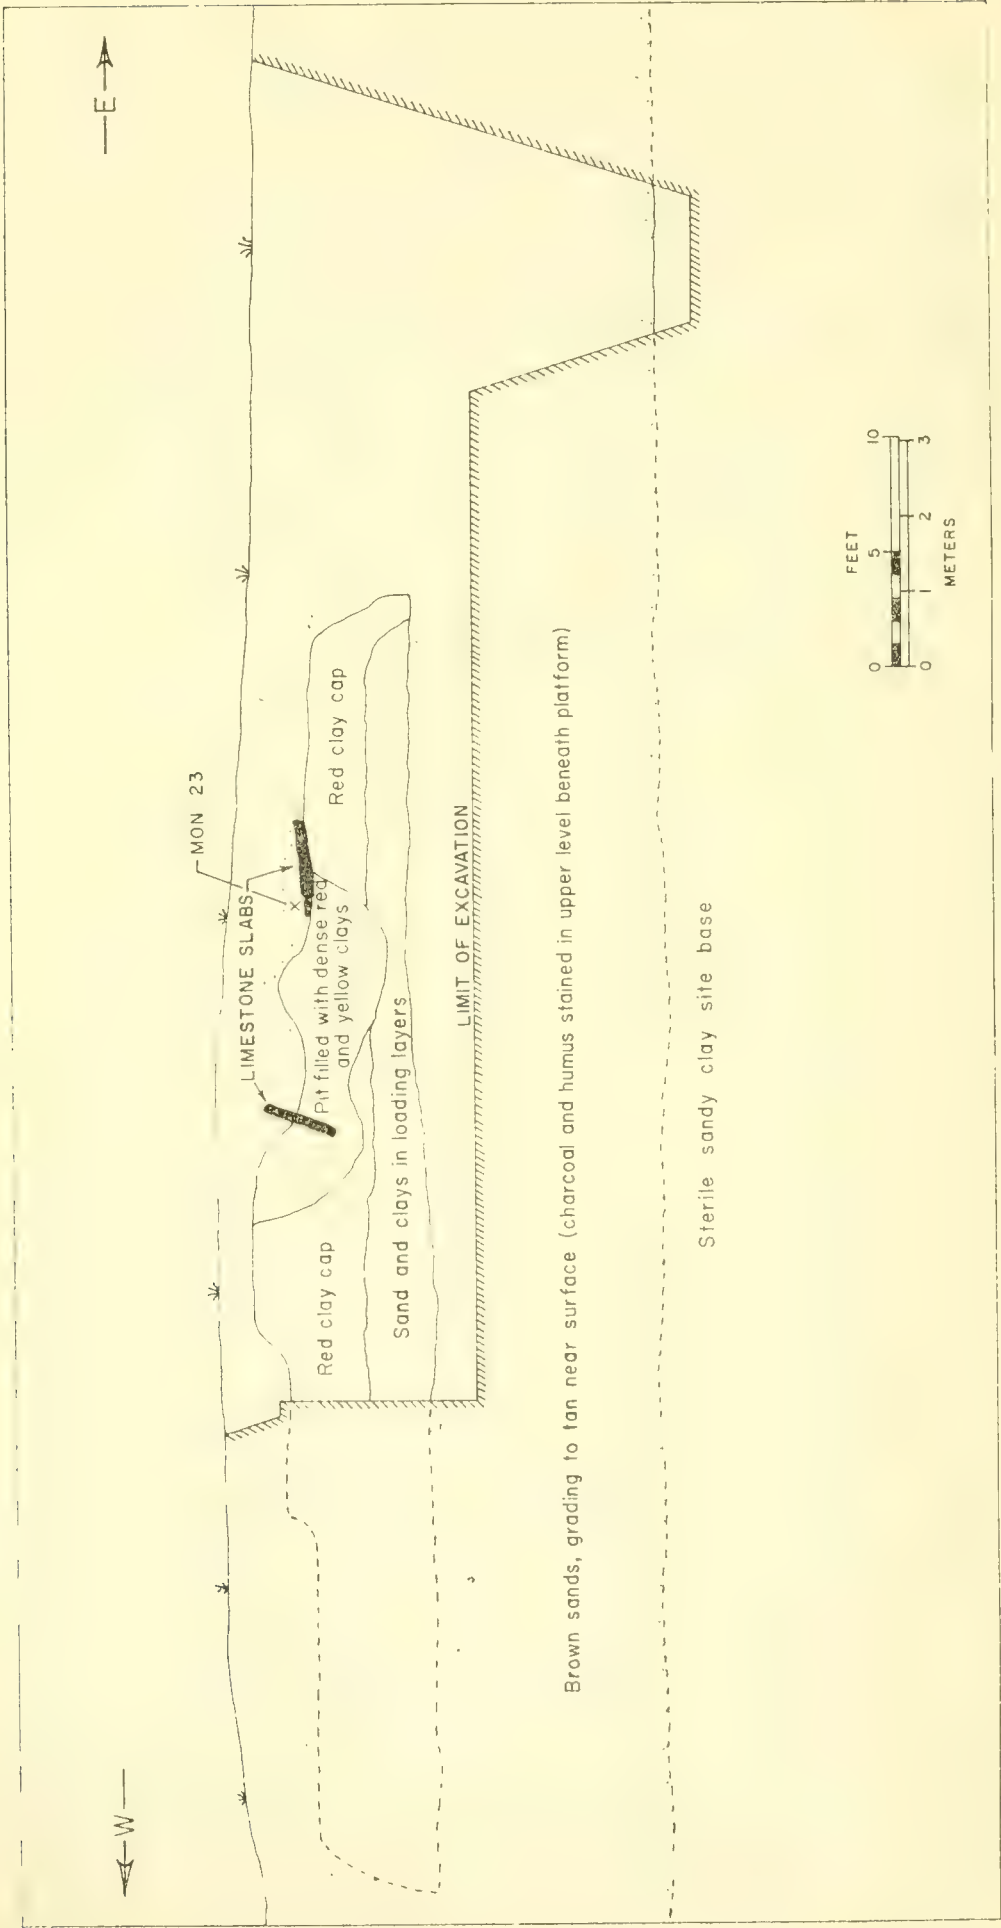 W
E
MON 23
LIMESTONE SLABS
Pit filled with dense red
and yellow clays
Red clay cap
Red clay cap
Sand and clays in loading layers
LIMIT OF EXCAVATION
Brown sands, grading to tan near surface (charcoal and humus stained in upper level beneath platform)
Sterile sandy clay site base
FEET
0 5 10
0 1 2 3
METERS